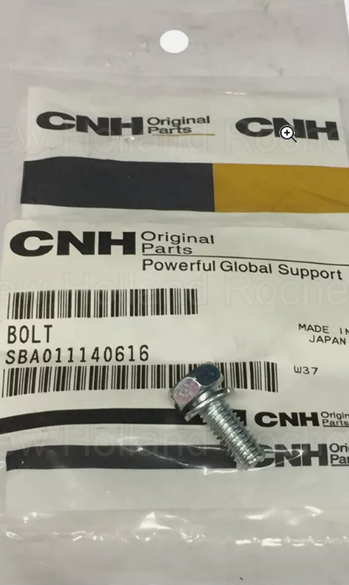 CNH Original Parts
CNH
CNH Original Parts
Powerful Global Support
BOLT
MADE IN JAPAN
SBA011140616
W37
CNH Original Parts
CNH